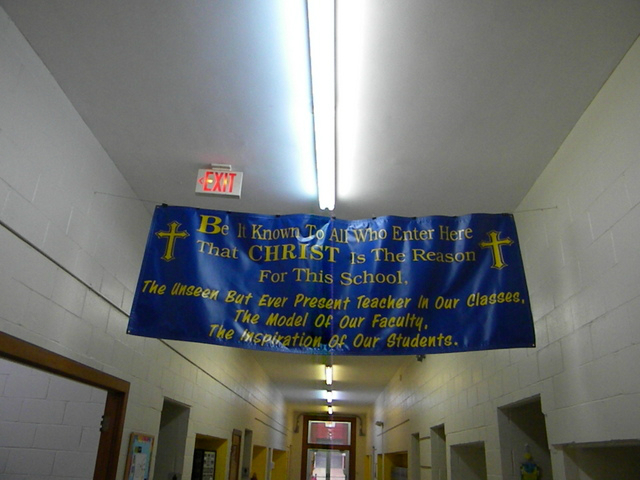 EXIT
Be It Known To All Who Enter Here
That CHRIST Is The Reason
For This School,
The Unseen But Ever Present Teacher In Our Classes,
The Model Of Our Faculty,
The Inspiration Of Our Students.